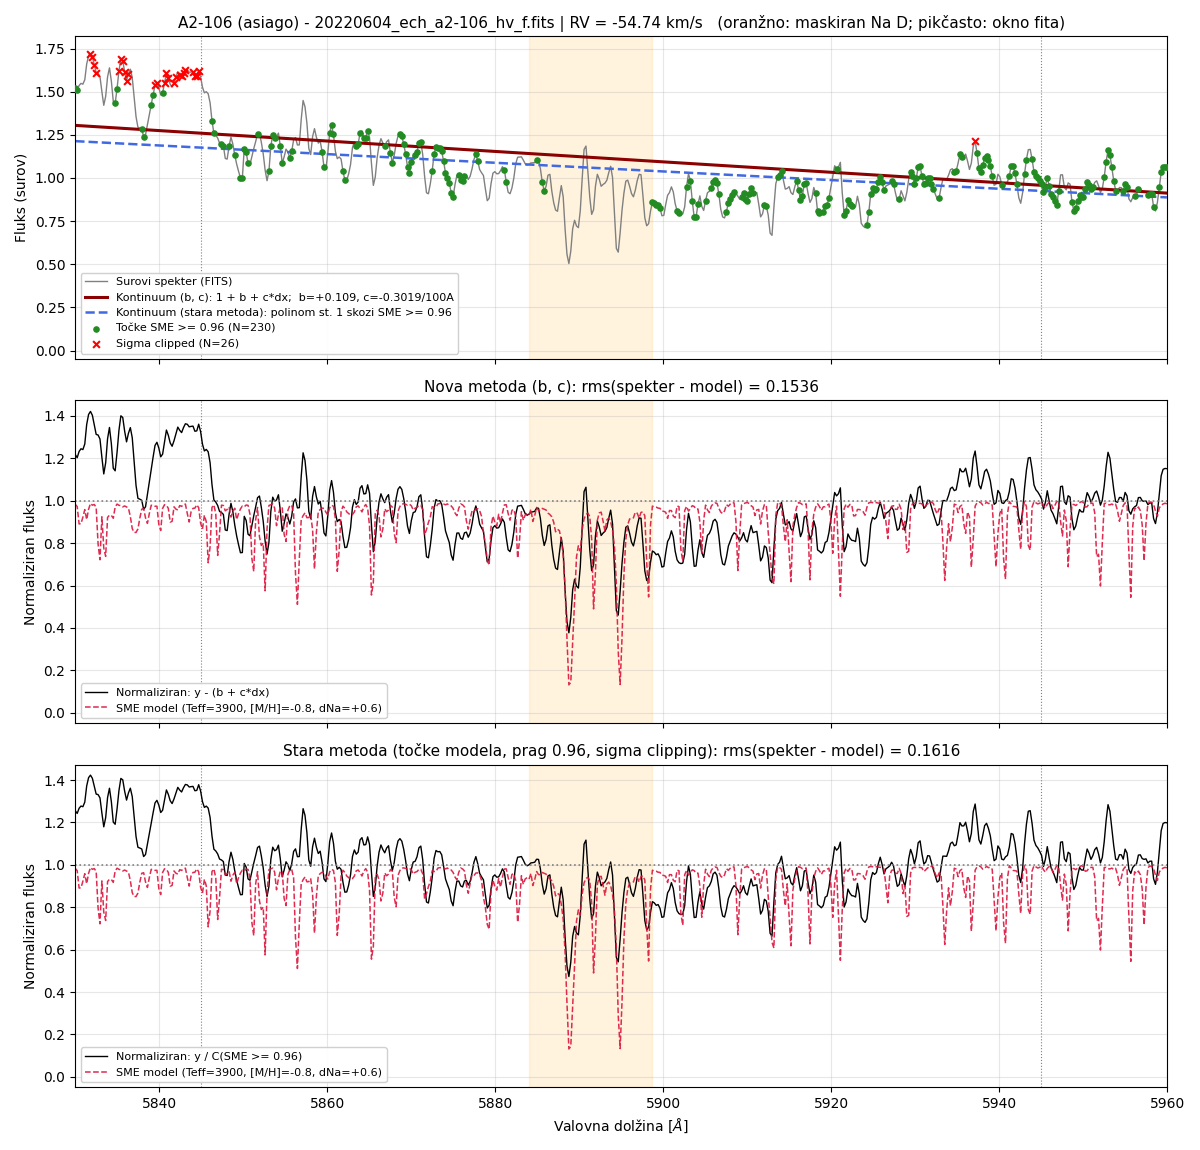 A2-106 (asiago) - 20220604_ech_a2-106_hv_f.fits | RV = -54.74 km/s   (oranžno: maskiran Na D; pikčasto: okno fita)
1.75
1.50
1.25
1.00
0.75
0.50
0.25
0.00
Fluks (surov)
Surovi spekter (FITS)
Kontinuum (b, c): 1 + b + c*dx;  b=+0.109, c=-0.3019/100A
Kontinuum (stara metoda): polinom st. 1 skozi SME >= 0.96
Točke SME >= 0.96 (N=230)
Sigma clipped (N=26)
Nova metoda (b, c): rms(spekter - model) = 0.1536
1.4
1.2
1.0
0.8
0.6
0.4
0.2
0.0
Normaliziran fluks
Normaliziran: y - (b + c*dx)
SME model (Teff=3900, [M/H]=-0.8, dNa=+0.6)
Stara metoda (točke modela, prag 0.96, sigma clipping): rms(spekter - model) = 0.1616
1.4
1.2
1.0
0.8
0.6
0.4
0.2
0.0
Normaliziran fluks
Normaliziran: y / C(SME >= 0.96)
SME model (Teff=3900, [M/H]=-0.8, dNa=+0.6)
5840 5860 5880 5900 5920 5940 5960
Valovna dolžina [Å]